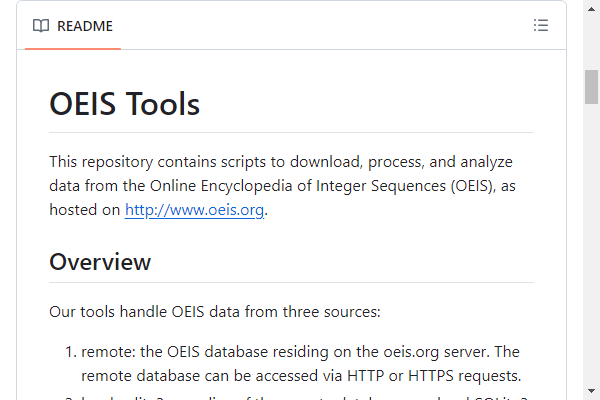 README
OEIS Tools
This repository contains scripts to download, process, and analyze
data from the Online Encyclopedia of Integer Sequences (OEIS), as
hosted on http://www.oeis.org.
Overview
Our tools handle OEIS data from three sources:
1. remote: the OEIS database residing on the oeis.org server. The
remote database can be accessed via HTTP or HTTPS requests.